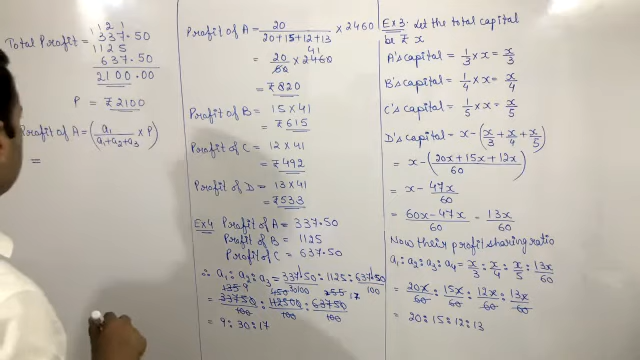 1 1 2 1
Total Profit = 337.50
1125
637.50
2100.00
P = ₹2100
Profit of A = (a₁/(a₁+a₂+a₃) × P)
=
Profit of A = 20/(20+15+12+13) × 2460
= 20/60 × 2460 41
= ₹820
Profit of B = 15×41
= ₹615
Profit of C = 12×41
= ₹492
Profit of D = 13×41
= ₹533
Ex 4 Profit of A = 337.50
Profit of B = 1125
Profit of C = 637.50
∴ a₁:a₂:a₃ = 337.50 : 1125 : 637.50
= 33750/100 : 112500/100 : 63750/100
= 9:30:17
Ex 3: Let the total capital
be ₹ x
A's capital = 1/3 × x = x/3
B's capital = 1/4 × x = x/4
C's capital = 1/5 × x = x/5
D's capital = x-(x/3+x/4+x/5)
= x-(20x+15x+12x/60)
= x - 47x/60
= 60x-47x/60 = 13x/60
Now their profit sharing ratio
a₁:a₂:a₃:a₄ = x/3 : x/4 : x/5 : 13x/60
= 20x/60 : 15x/60 : 12x/60 : 13x/60
= 20:15:12:13